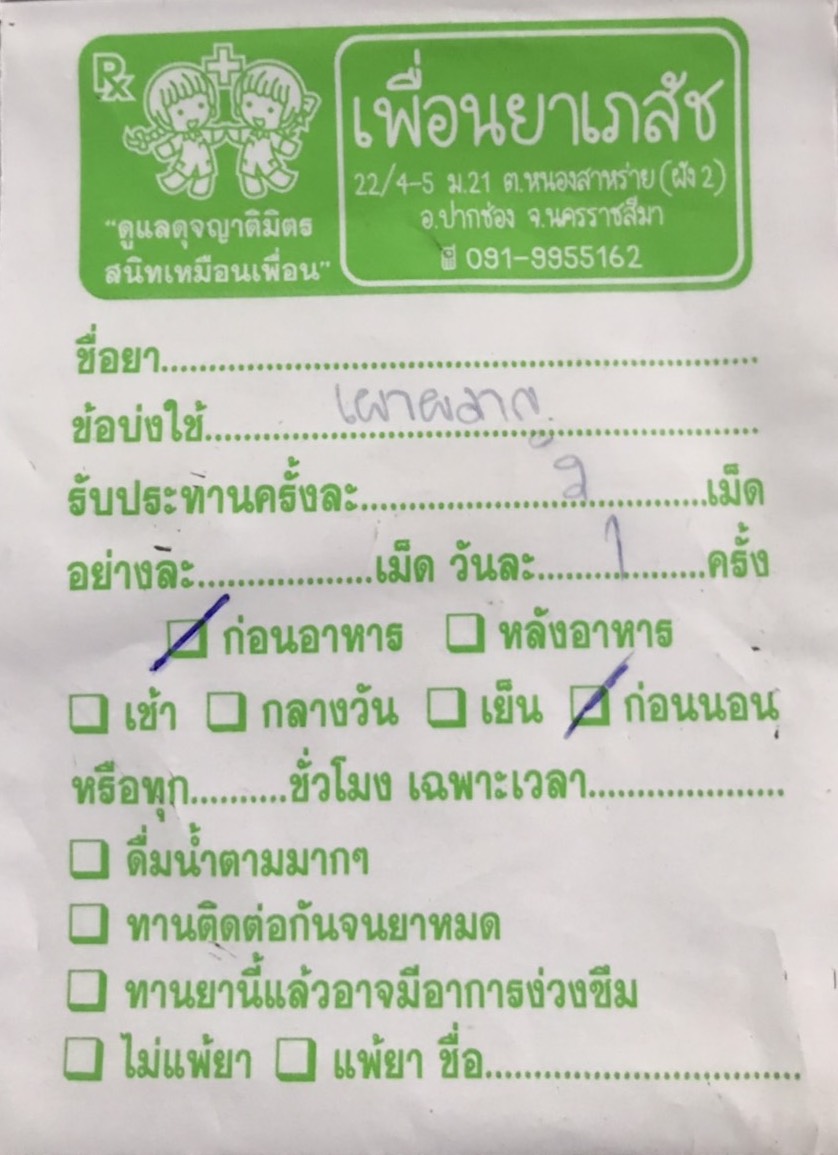 Rx
"ดูแลดุจญาติมิตร
สนิทเหมือนเพื่อน"
เพื่อนยาเภสัช
22/4-5 ม.21 ต.หนองสาหร่าย (ผัง 2)
อ.ปากช่อง จ.นครราชสีมา
091-9955162
ชื่อยา
ข้อบ่งใช้ เผาผลาญ
รับประทานครั้งละ 2 เม็ด
อย่างละ เม็ด วันละ 1 ครั้ง
ก่อนอาหาร หลังอาหาร
เช้า กลางวัน เย็น ก่อนนอน
หรือทุก ชั่วโมง เฉพาะเวลา
ดื่มน้ำตามมากๆ
ทานติดต่อกันจนยาหมด
ทานยานี้แล้วอาจมีอาการง่วงซึม
ไม่แพ้ยา แพ้ยา ชื่อ